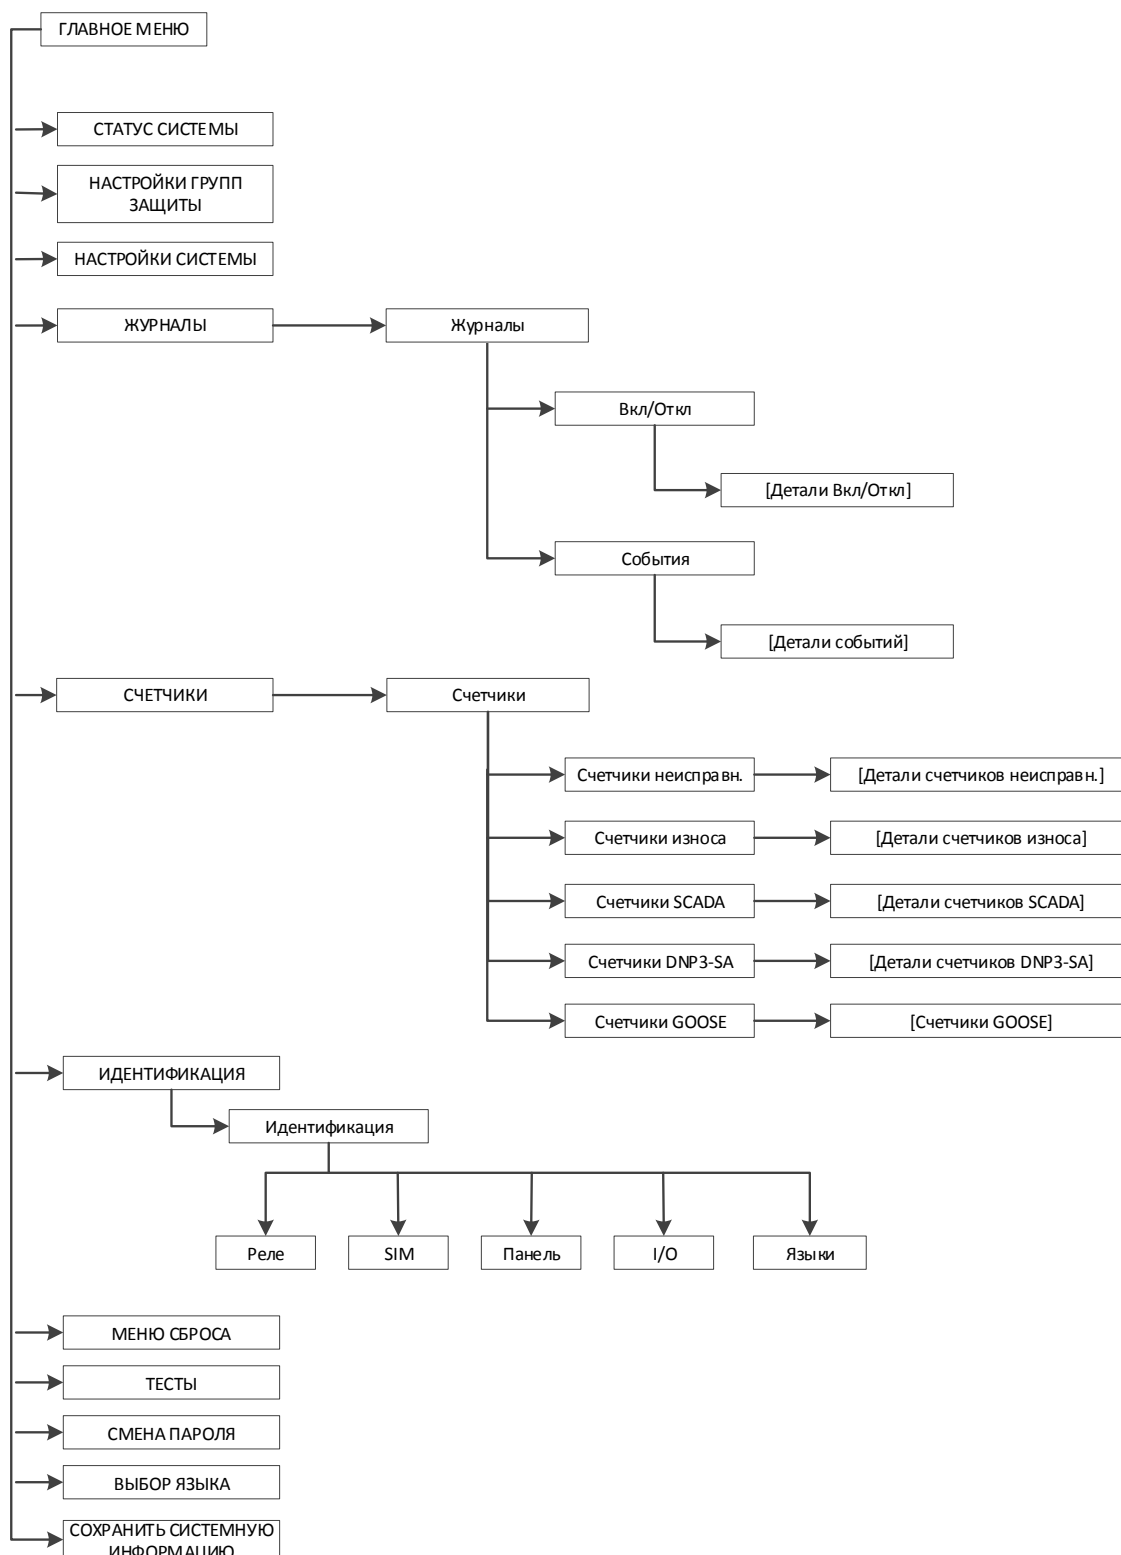 ГЛАВНОЕ МЕНЮ
СТАТУС СИСТЕМЫ
НАСТРОЙКИ ГРУПП
ЗАЩИТЫ
НАСТРОЙКИ СИСТЕМЫ
ЖУРНАЛЫ
Журналы
Вкл/Откл
[Детали Вкл/Откл]
События
[Детали событий]
СЧЕТЧИКИ
Счетчики
Счетчики неисправн.
[Детали счетчиков неисправн.]
Счетчики износа
[Детали счетчиков износа]
Счетчики SCADA
[Детали счетчиков SCADA]
Счетчики DNP3-SA
[Детали счетчиков DNP3-SA]
Счетчики GOOSE
[Счетчики GOOSE]
ИДЕНТИФИКАЦИЯ
Идентификация
Реле
SIM
Панель
I/O
Языки
МЕНЮ СБРОСА
ТЕСТЫ
СМЕНА ПАРОЛЯ
ВЫБОР ЯЗЫКА
СОХРАНИТЬ СИСТЕМНУЮ
ИНФОРМАЦИЮ